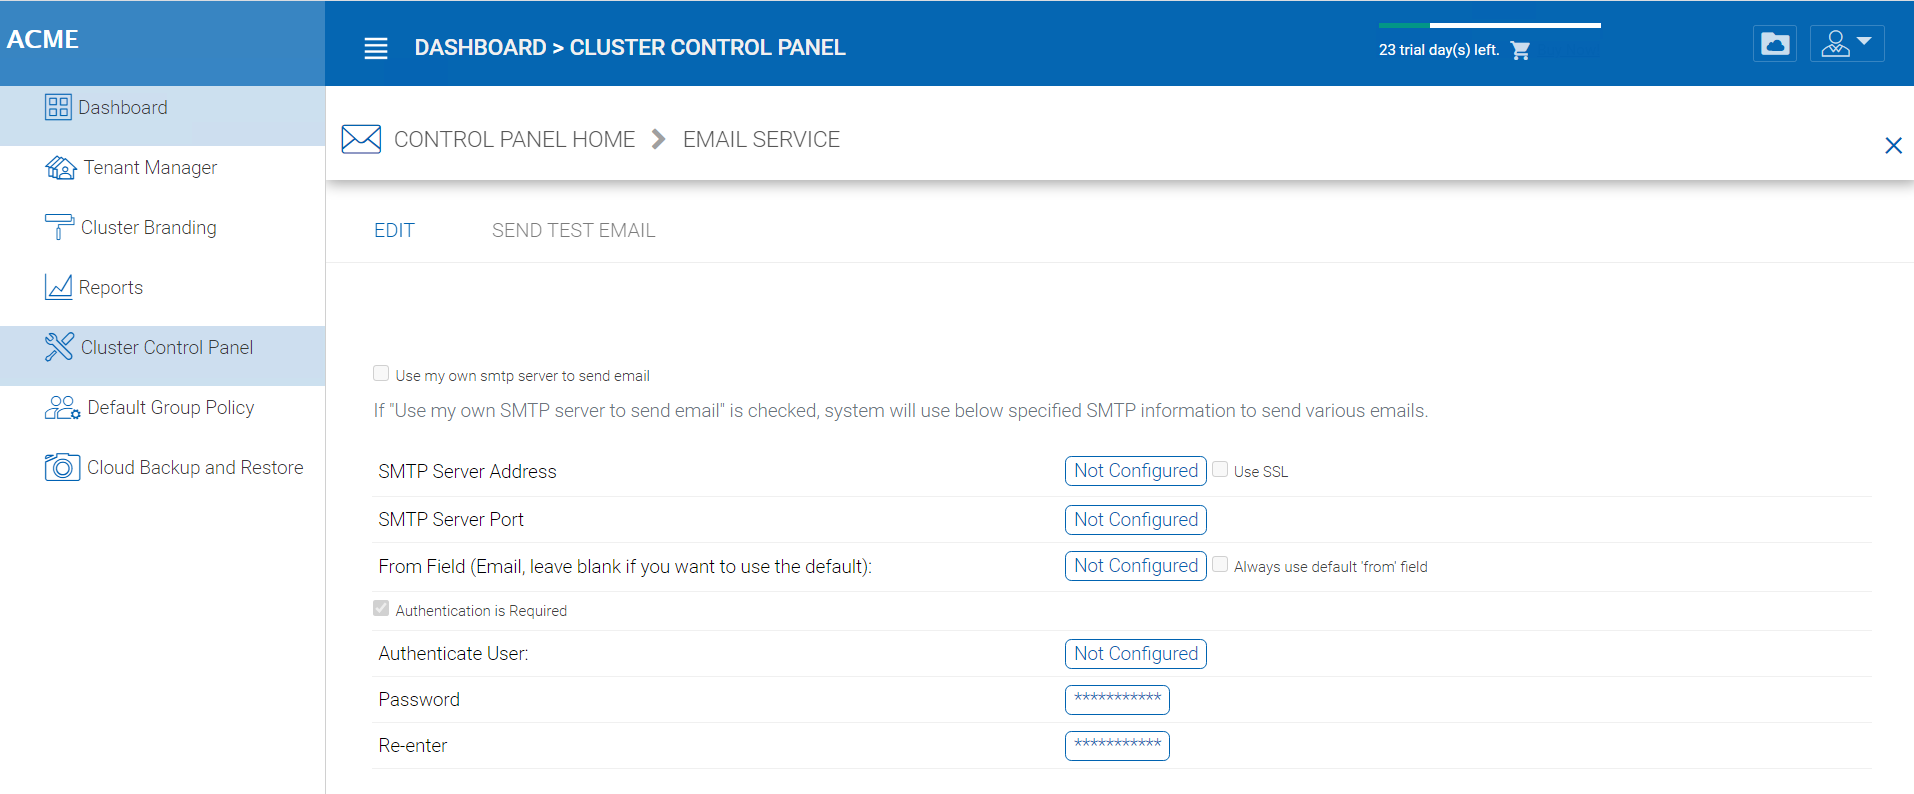 ACME
DASHBOARD > CLUSTER CONTROL PANEL
23 trial day(s) left.
Dashboard
Tenant Manager
Cluster Branding
Reports
Cluster Control Panel
Default Group Policy
Cloud Backup and Restore
CONTROL PANEL HOME
EMAIL SERVICE
EDIT
SEND TEST EMAIL
Use my own smtp server to send email
If "Use my own SMTP server to send email" is checked, system will use below specified SMTP information to send various emails.
SMTP Server Address Not Configured Use SSL
SMTP Server Port Not Configured
From Field (Email, leave blank if you want to use the default): Not Configured Always use default 'from' field
Authentication is Required
Authenticate User: Not Configured
Password ***********
Re-enter ***********